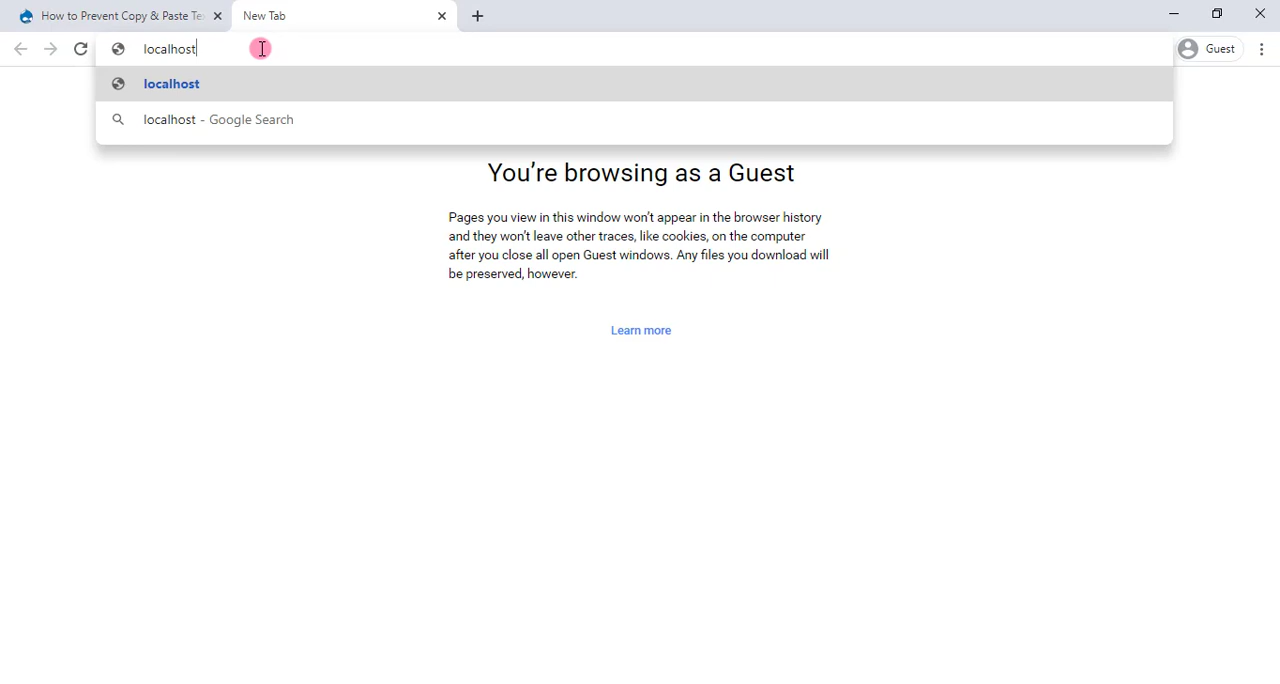 How to Prevent Copy & Paste Te
New Tab
localhost
Guest
localhost
localhost - Google Search
You're browsing as a Guest
Pages you view in this window won't appear in the browser history
and they won't leave other traces, like cookies, on the computer
after you close all open Guest windows. Any files you download will
be preserved, however.
Learn more